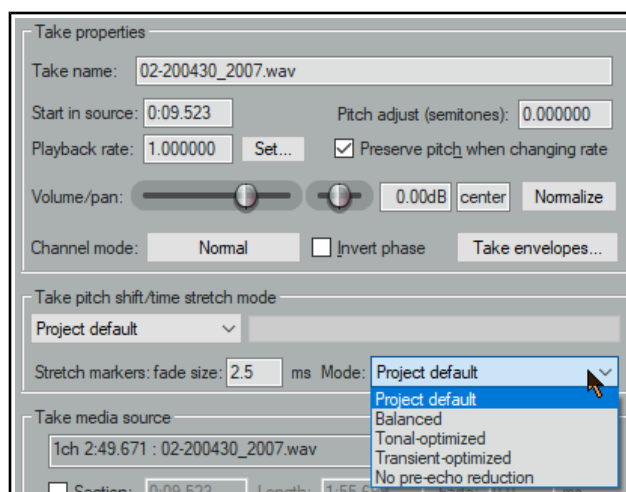 Take properties
Take name: 02-200430_2007.wav
Start in source: 0:09.523 Pitch adjust (semitones): 0.000000
Playback rate: 1.000000 Set... Preserve pitch when changing rate
Volume/pan: 0.00dB center Normalize
Channel mode: Normal Invert phase Take envelopes...
Take pitch shift/time stretch mode
Project default
Stretch markers: fade size: 2.5 ms Mode: Project default
Project default
Balanced
Tonal-optimized
Transient-optimized
No pre-echo reduction
Take media source
1ch 2:49.671 : 02-200430_2007.wav
Section: 0:09.523 Length: